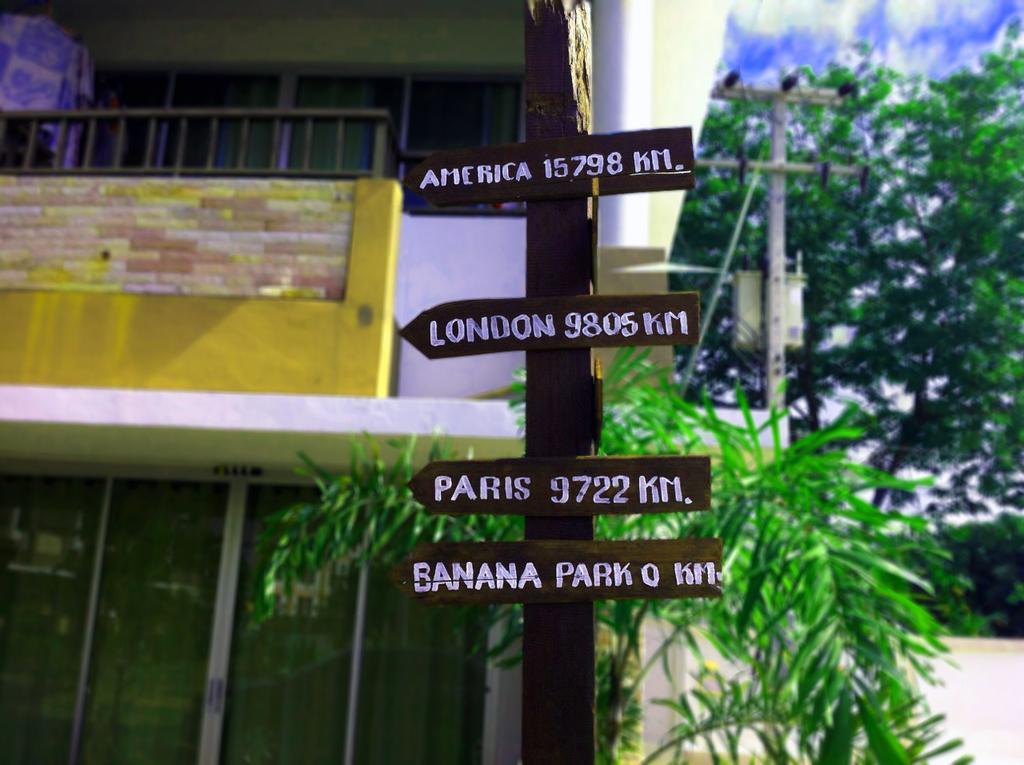 AMERICA 15798 KM.
LONDON 9805 KM
PARIS 9722 KM.
BANANA PARK 0 KM.